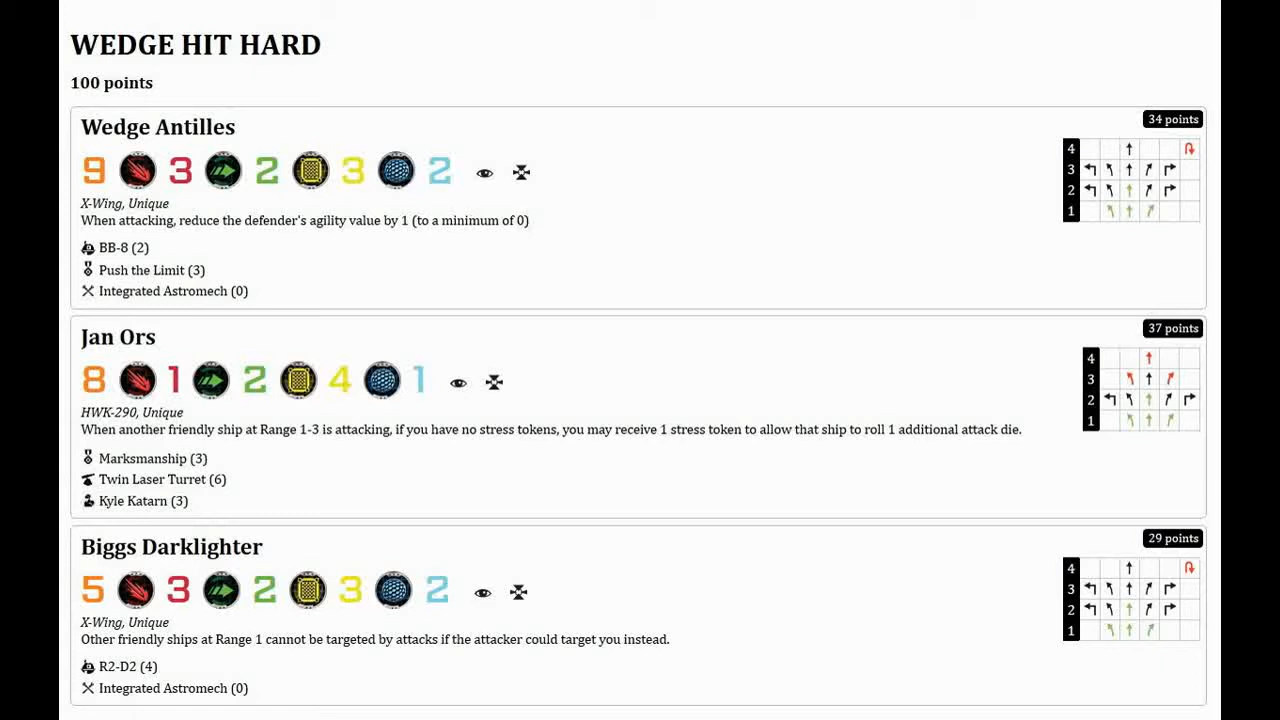 WEDGE HIT HARD
100 points
Wedge Antilles
34 points
9 3 2 3 2
X-Wing, Unique
When attacking, reduce the defender's agility value by 1 (to a minimum of 0)
BB-8 (2)
Push the Limit (3)
Integrated Astromech (0)
4
3
2
1
Jan Ors
37 points
8 1 2 4 1
HWK-290, Unique
When another friendly ship at Range 1-3 is attacking, if you have no stress tokens, you may receive 1 stress token to allow that ship to roll 1 additional attack die.
Marksmanship (3)
Twin Laser Turret (6)
Kyle Katarn (3)
4
3
2
1
Biggs Darklighter
29 points
5 3 2 3 2
X-Wing, Unique
Other friendly ships at Range 1 cannot be targeted by attacks if the attacker could target you instead.
R2-D2 (4)
Integrated Astromech (0)
4
3
2
1